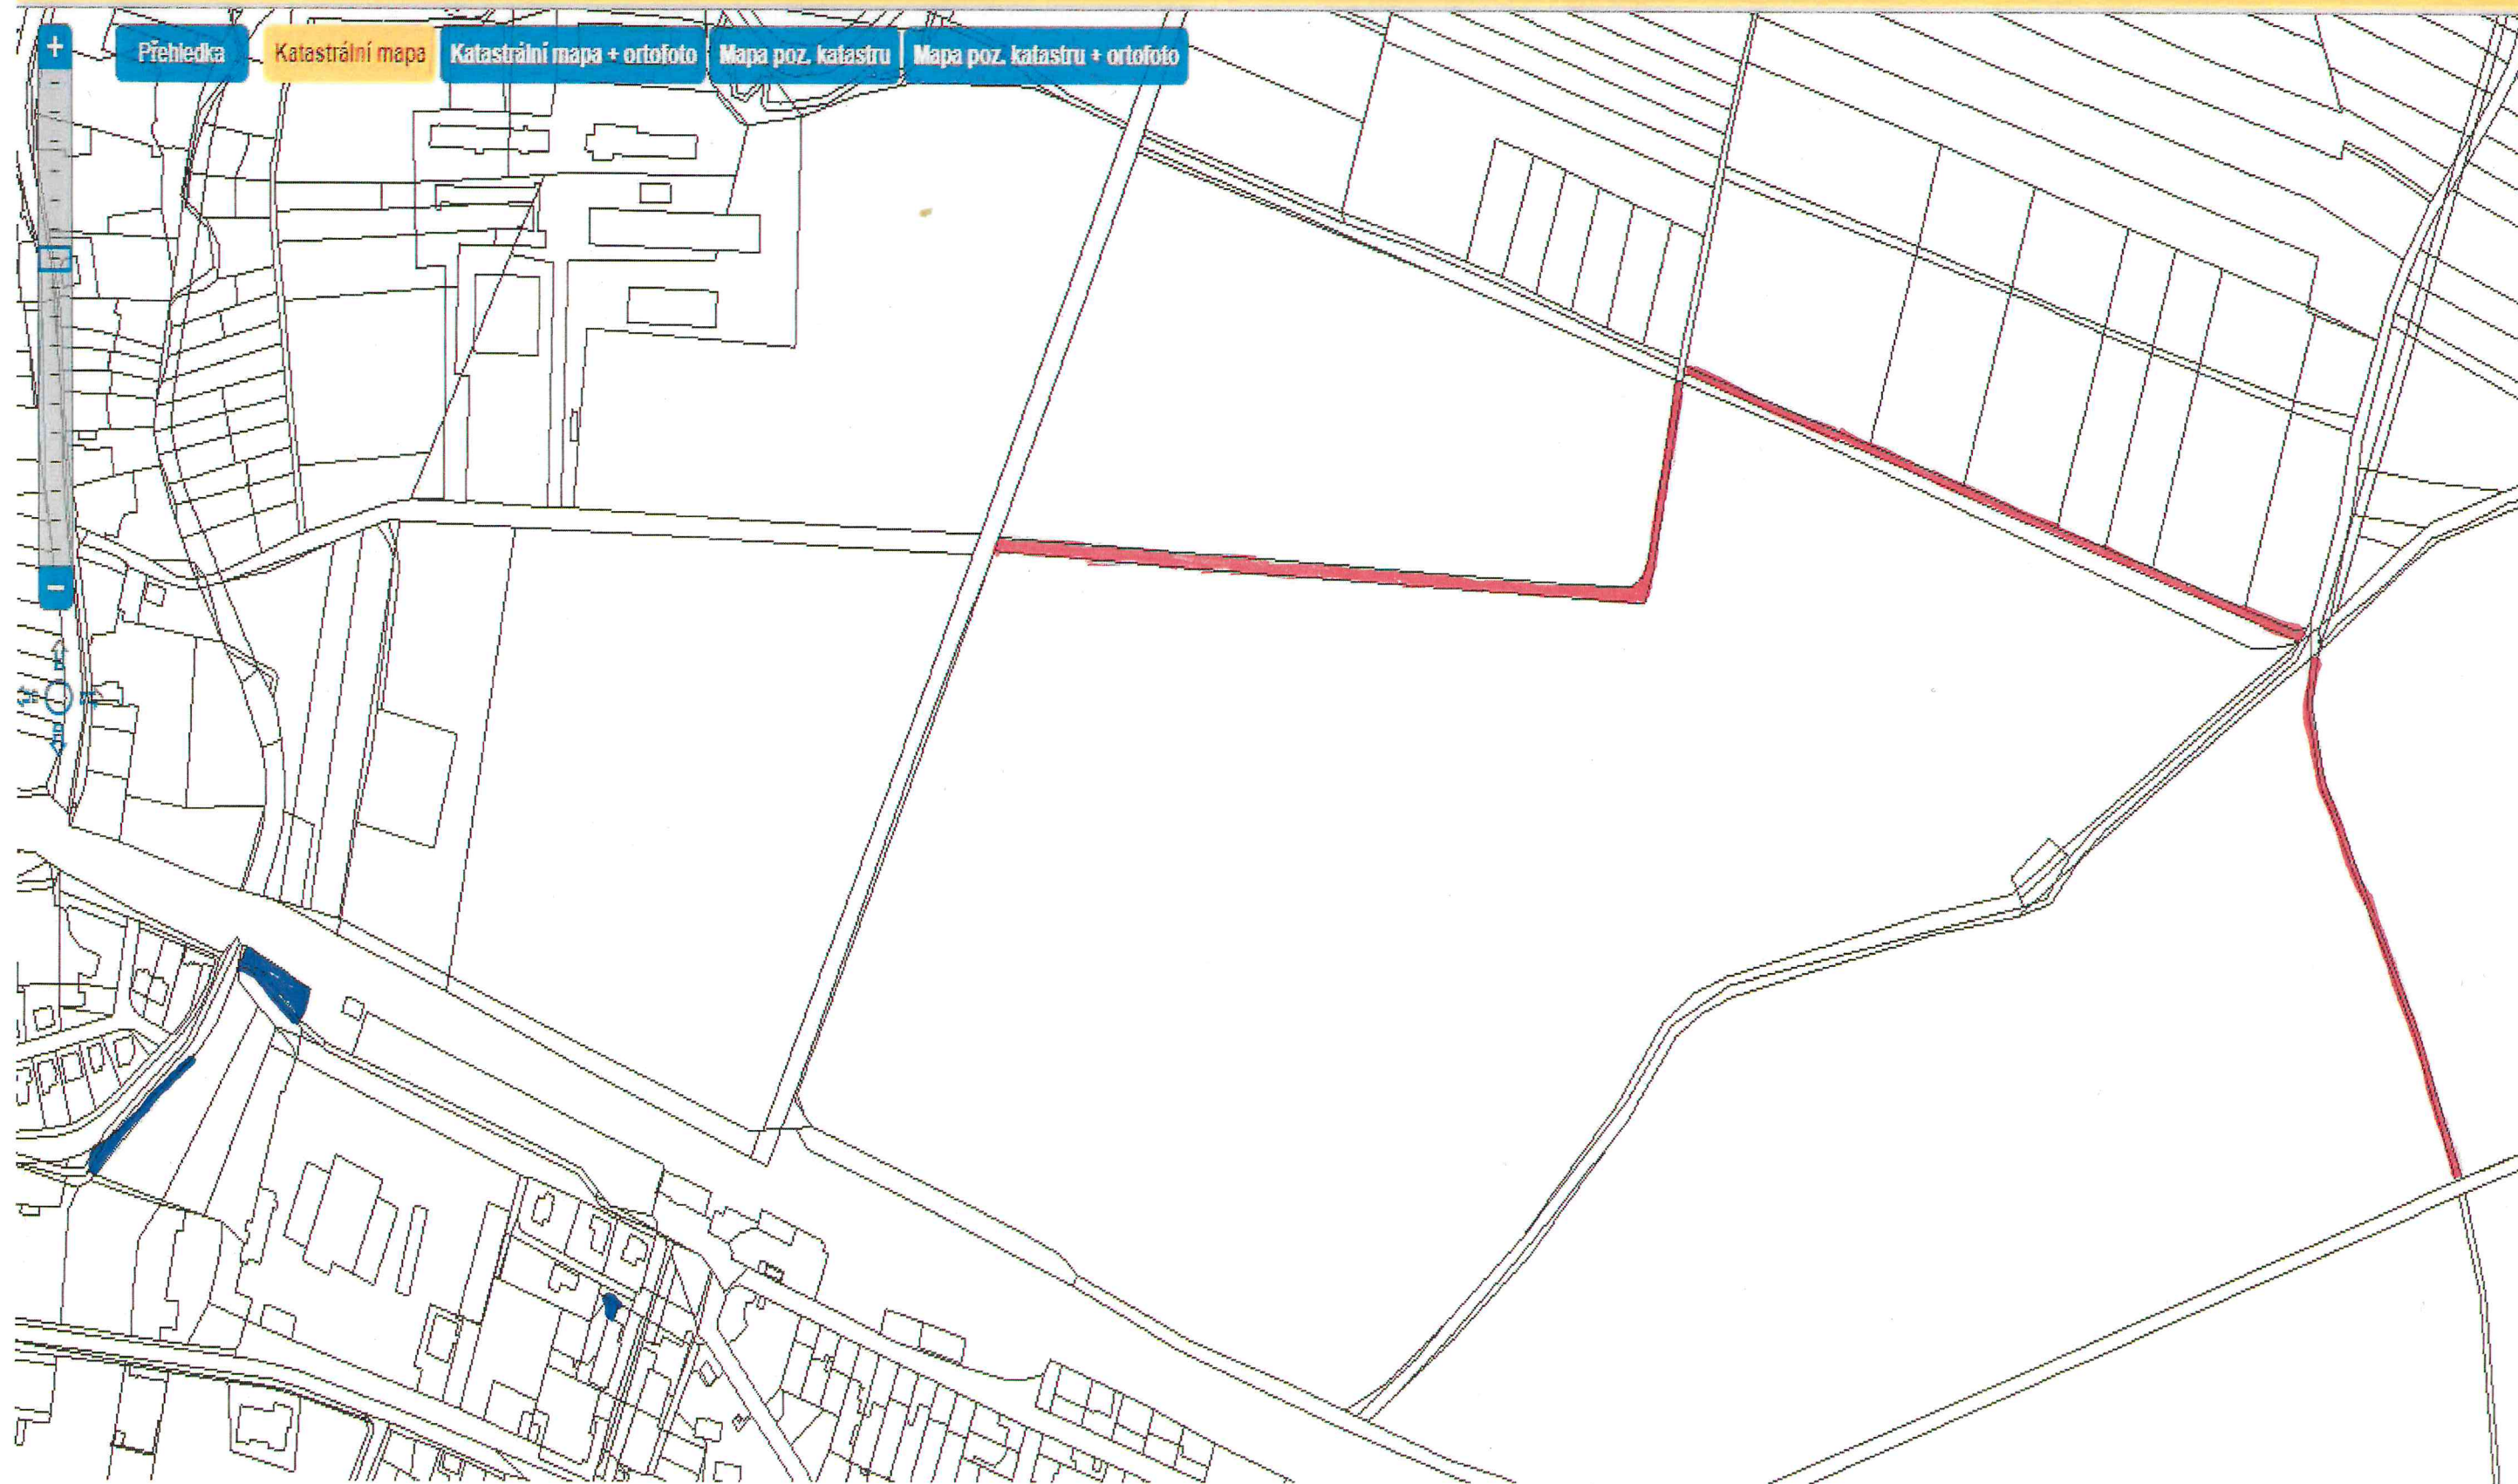 +
Přehledka Katastrální mapa Katastrální mapa + ortofoto Mapa poz. katastru Mapa poz. katastru + ortofoto
-